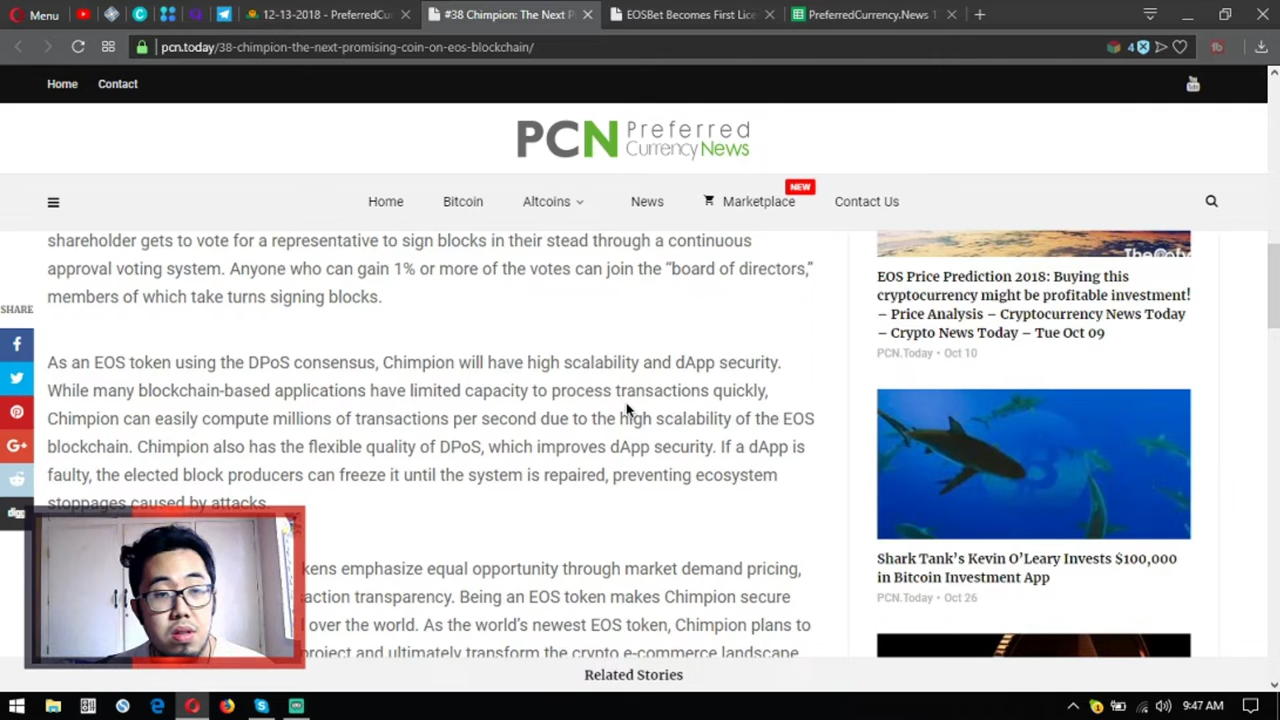 Menu
12-13-2018 - PreferredCu
#38 Chimpion: The Next P
EOSBet Becomes First Lice
PreferredCurrency.News 1
pcn.today/38-chimpion-the-next-promising-coin-on-eos-blockchain/
4
Home
Contact
PCN Preferred
CurrencyNews
NEW
Home
Bitcoin
Altcoins
News
Marketplace
Contact Us
shareholder gets to vote for a representative to sign blocks in their stead through a continuous
approval voting system. Anyone who can gain 1% or more of the votes can join the “board of directors,”
members of which take turns signing blocks.
SHARE
As an EOS token using the DPoS consensus, Chimpion will have high scalability and dApp security.
While many blockchain-based applications have limited capacity to process transactions quickly,
Chimpion can easily compute millions of transactions per second due to the high scalability of the EOS
blockchain. Chimpion also has the flexible quality of DPoS, which improves dApp security. If a dApp is
faulty, the elected block producers can freeze it until the system is repaired, preventing ecosystem
stoppages caused by attacks.
kens emphasize equal opportunity through market demand pricing,
action transparency. Being an EOS token makes Chimpion secure
l over the world. As the world’s newest EOS token, Chimpion plans to
project and ultimately transform the crypto e-commerce landscape
EOS Price Prediction 2018: Buying this
cryptocurrency might be profitable investment!
– Price Analysis – Cryptocurrency News Today
– Crypto News Today – Tue Oct 09
PCN.Today • Oct 10
Shark Tank’s Kevin O’Leary Invests $100,000
in Bitcoin Investment App
PCN.Today • Oct 26
Related Stories
9:47 AM